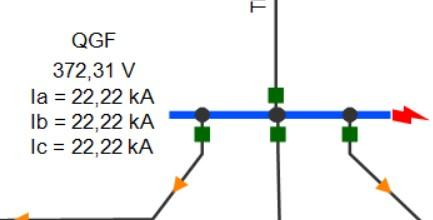 QGF
372,31 V
Ia = 22,22 kA
Ib = 22,22 kA
Ic = 22,22 kA